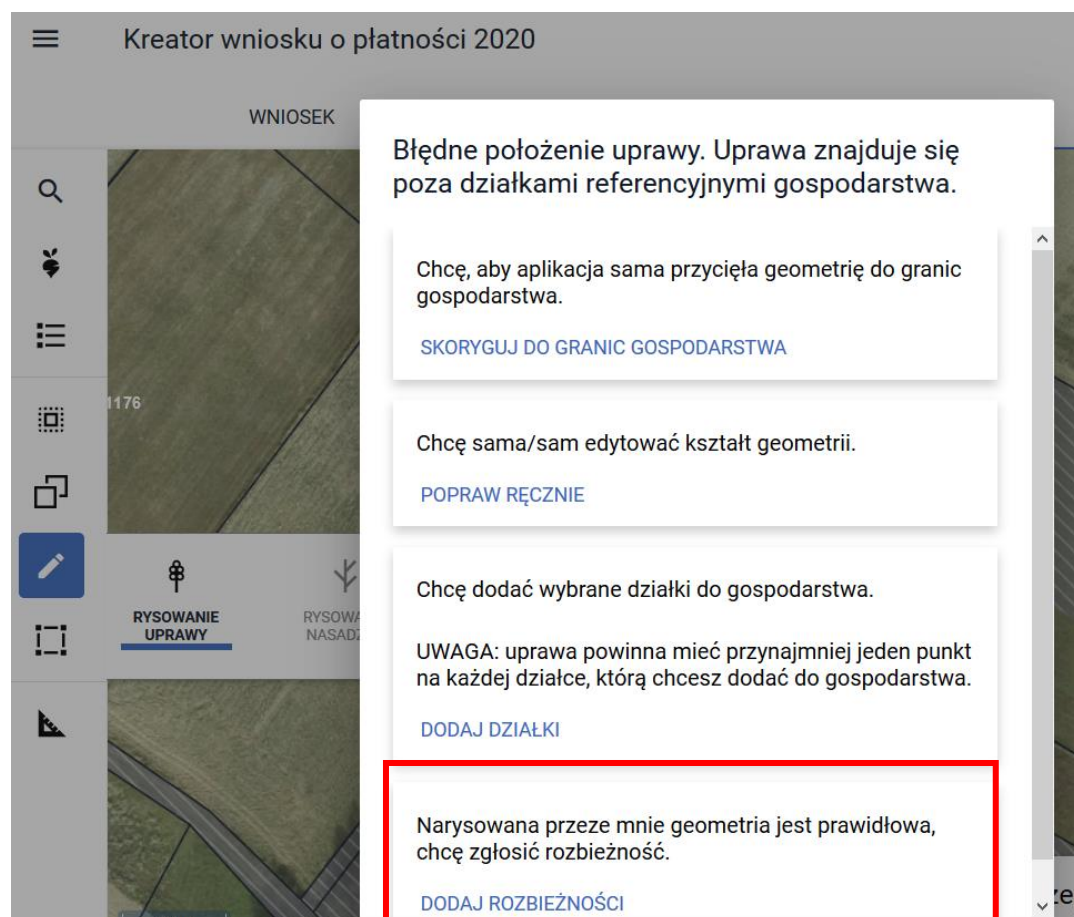 Kreator wniosku o płatności 2020
WNIOSEK
Błędne położenie uprawy. Uprawa znajduje się
poza działkami referencyjnymi gospodarstwa.
Chcę, aby aplikacja sama przycięła geometrię do granic
gospodarstwa.
SKORYGUJ DO GRANIC GOSPODARSTWA
1176
Chcę sama/sam edytować kształt geometrii.
POPRAW RĘCZNIE
RYSOWANIE
UPRAWY
Chcę dodać wybrane działki do gospodarstwa.
UWAGA: uprawa powinna mieć przynajmniej jeden punkt
na każdej działce, którą chcesz dodać do gospodarstwa.
DODAJ DZIAŁKI
Narysowana przeze mnie geometria jest prawidłowa,
chcę zgłosić rozbieżność.
DODAJ ROZBIEŻNOŚCI